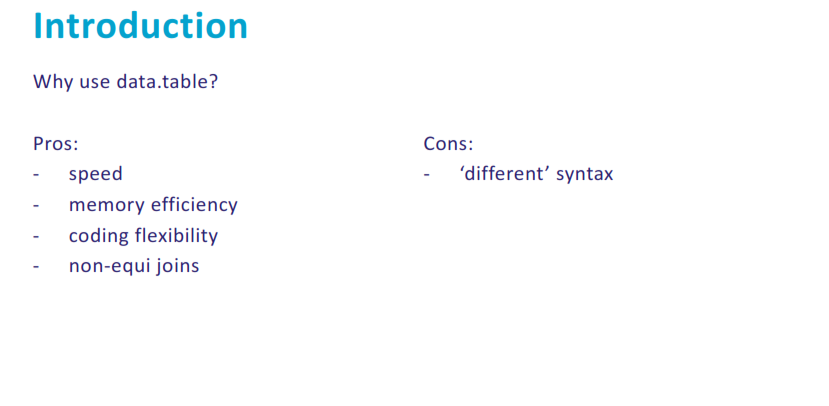 Introduction
Why use data.table?
Pros:
- speed
- memory efficiency
- coding flexibility
- non-equi joins
Cons:
- ‘different’ syntax